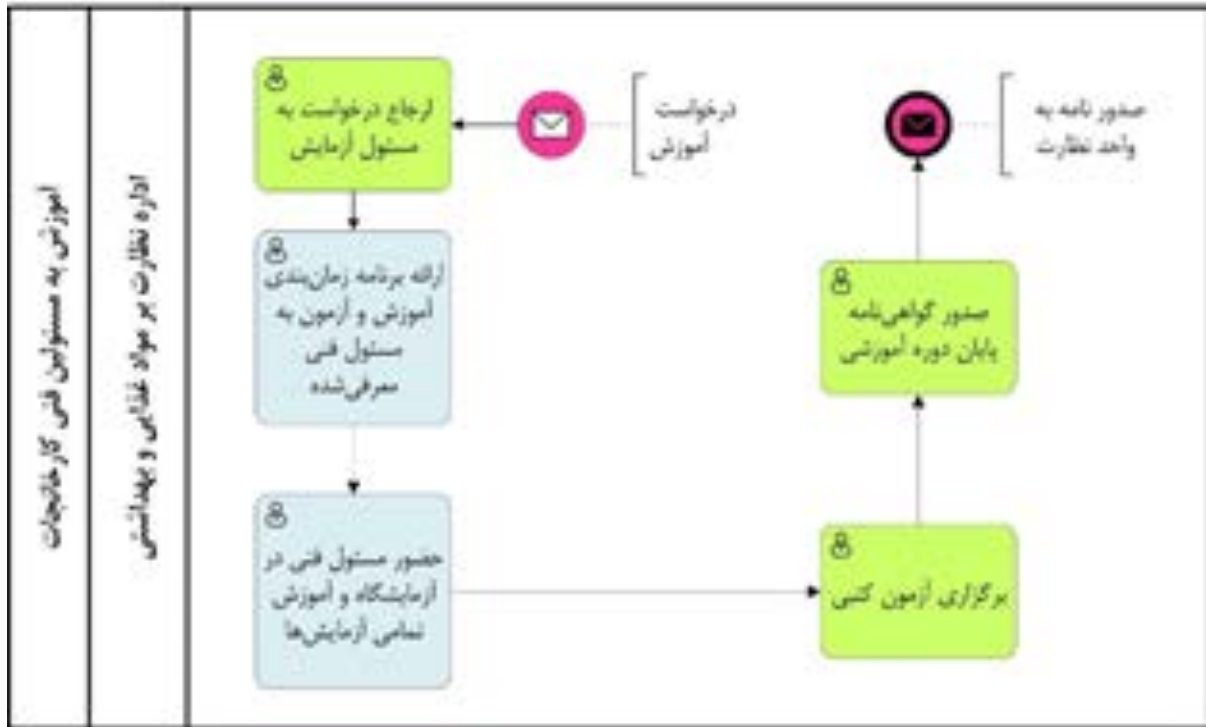 آموزش به مسئولین فنی کارخانجات
اداره نظارت بر مواد غذایی و بهداشتی
درخواست
آموزش
ارجاع درخواست به
مسئول آزمایش
ارائه برنامه زمان‌بندی
آموزش و آزمون به
مسئول فنی
معرفی‌شده
حضور مسئول فنی در
آزمایشگاه و آموزش
تمامی آزمایش‌ها
برگزاری آزمون کتبی
صدور گواهی‌نامه
پایان دوره آموزشی
صدور نامه به
واحد نظارت